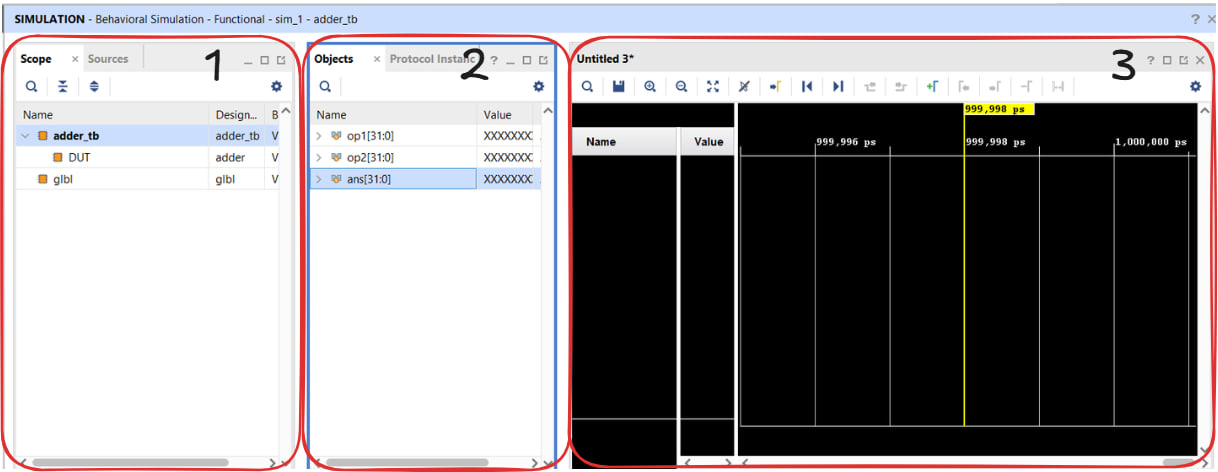 SIMULATION - Behavioral Simulation - Functional - sim_1 - adder_tb ? ×
Scope × Sources
1
Name Design... B
adder_tb adder_tb V
DUT adder V
glbl glbl V
Objects × Protocol Instanc ?
2
Name Value
op1[31:0] XXXXXXX
op2[31:0] XXXXXXX
ans[31:0] XXXXXXX
Untitled 3* ? ×
3
999,998 ps
Name Value 999,996 ps 999,998 ps 1,000,000 ps